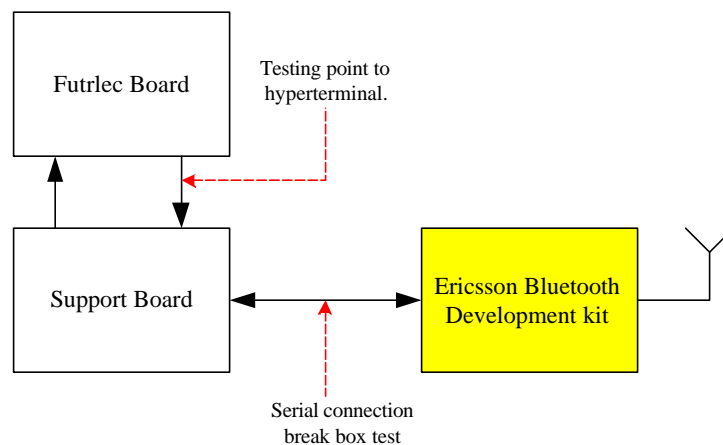 Futrlec Board
Testing point to
hyperterminal.
Support Board
Ericsson Bluetooth
Development kit
Serial connection
break box test